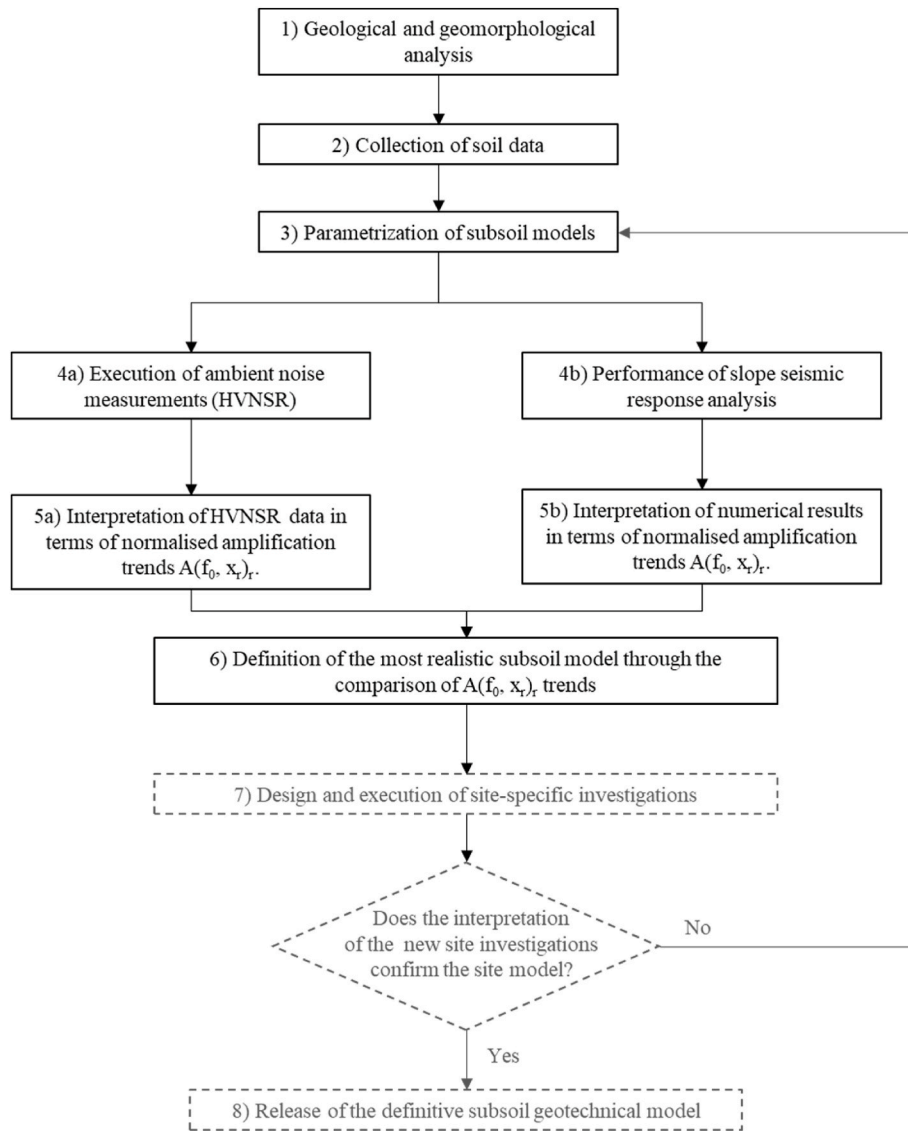 1) Geological and geomorphological
analysis
2) Collection of soil data
3) Parametrization of subsoil models
4a) Execution of ambient noise
measurements (HVNSR)
4b) Performance of slope seismic
response analysis
5a) Interpretation of HVNSR data in
terms of normalised amplification
trends A(f₀, xᵣ)ᵣ.
5b) Interpretation of numerical results
in terms of normalised amplification
trends A(f₀, xᵣ)ᵣ.
6) Definition of the most realistic subsoil model through the
comparison of A(f₀, xᵣ)ᵣ trends
7) Design and execution of site-specific investigations
Does the interpretation
of the new site investigations
confirm the site model?
No
Yes
8) Release of the definitive subsoil geotechnical model